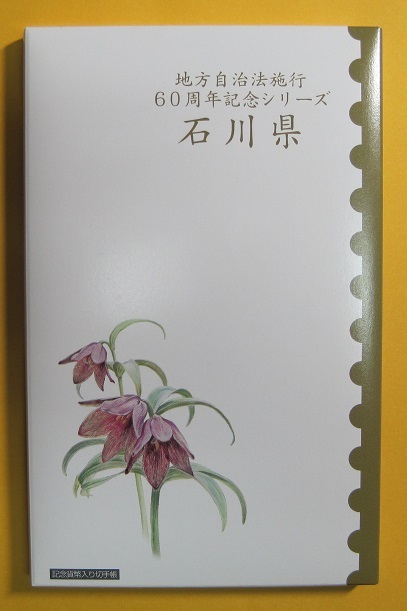 地方自治法施行
60周年記念シリーズ
石川県
記念貨幣入り切手帳